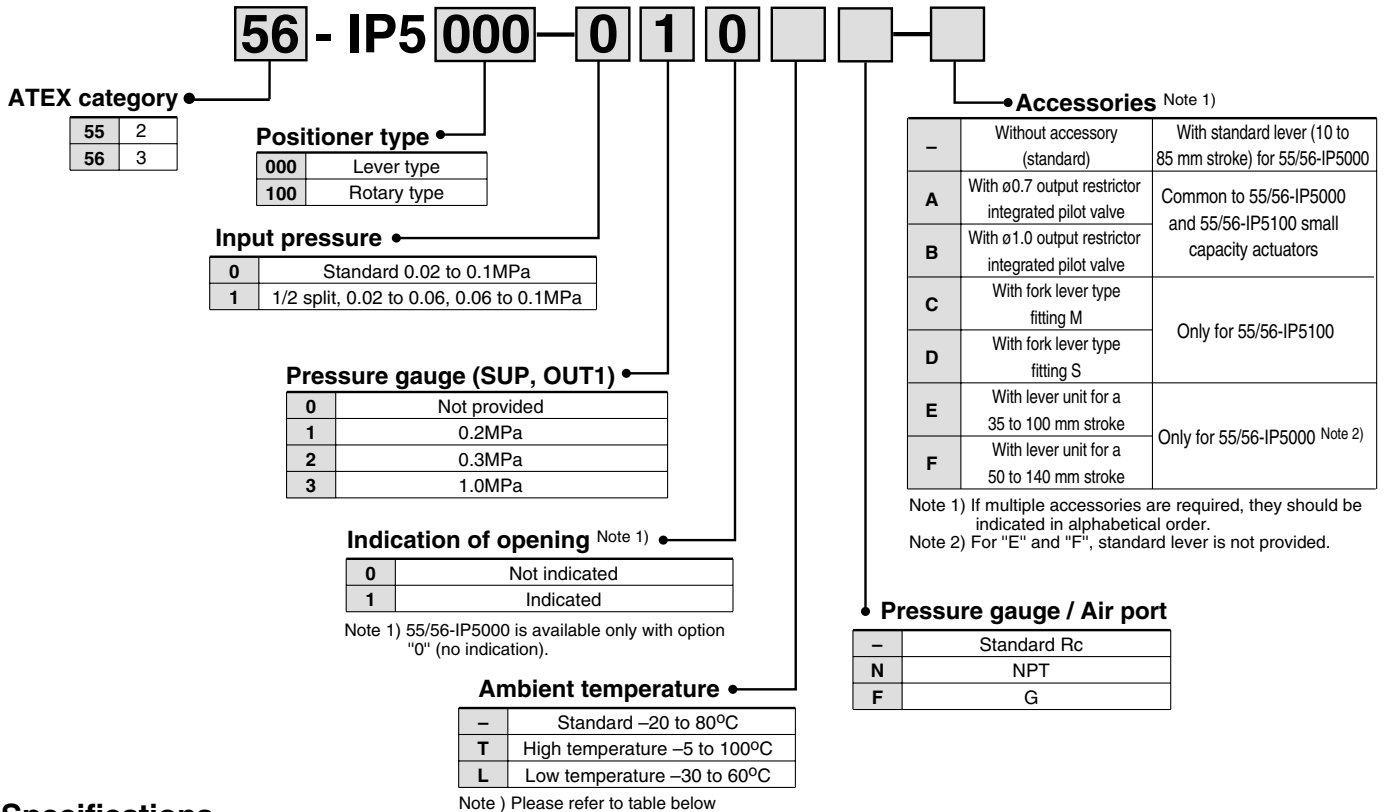 56 - IP5 000 - 0 1 0 -
ATEX category
55 2
56 3
Positioner type
000 Lever type
100 Rotary type
Input pressure
0 Standard 0.02 to 0.1MPa
1 1/2 split, 0.02 to 0.06, 0.06 to 0.1MPa
Pressure gauge (SUP, OUT1)
0 Not provided
1 0.2MPa
2 0.3MPa
3 1.0MPa
Indication of opening Note 1)
0 Not indicated
1 Indicated
Note 1) 55/56-IP5000 is available only with option
"0" (no indication).
Ambient temperature
– Standard –20 to 80ºC
T High temperature –5 to 100ºC
L Low temperature –30 to 60ºC
Note ) Please refer to table below
Accessories Note 1)
– Without accessory (standard) With standard lever (10 to 85 mm stroke) for 55/56-IP5000
A With ø0.7 output restrictor integrated pilot valve Common to 55/56-IP5000 and 55/56-IP5100 small capacity actuators
B With ø1.0 output restrictor integrated pilot valve
C With fork lever type fitting M Only for 55/56-IP5100
D With fork lever type fitting S
E With lever unit for a 35 to 100 mm stroke Only for 55/56-IP5000 Note 2)
F With lever unit for a 50 to 140 mm stroke
Note 1) If multiple accessories are required, they should be
indicated in alphabetical order.
Note 2) For "E" and "F", standard lever is not provided.
Pressure gauge / Air port
– Standard Rc
N NPT
F G